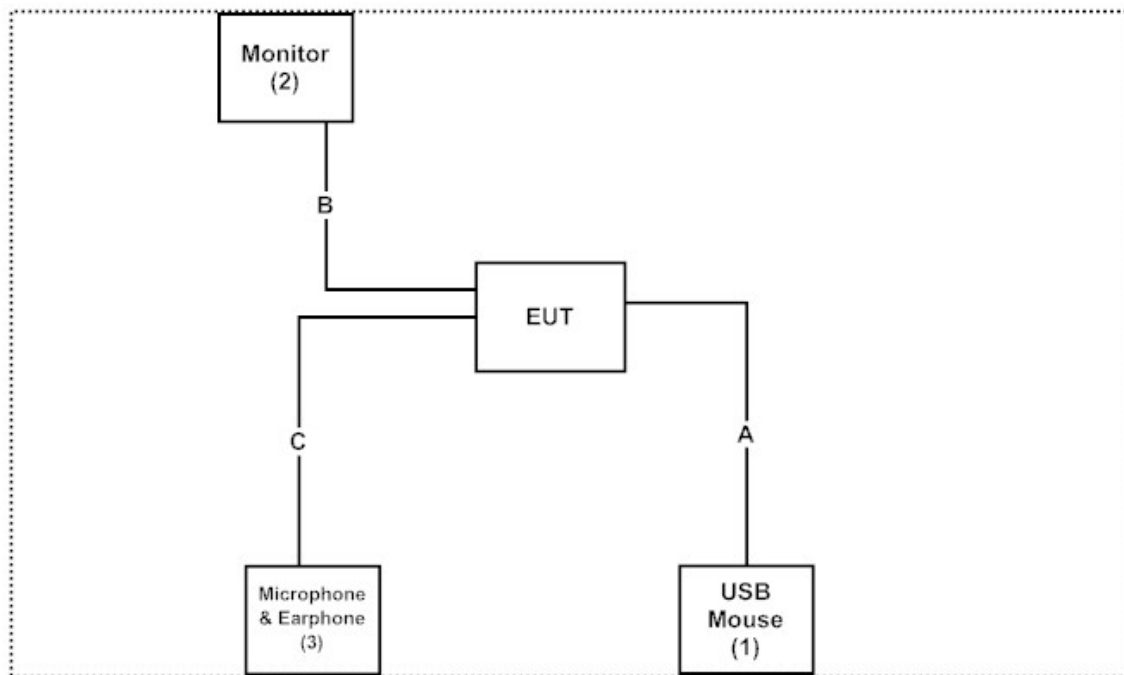 Monitor
(2)
B
EUT
C
A
Microphone
& Earphone
(3)
USB
Mouse
(1)